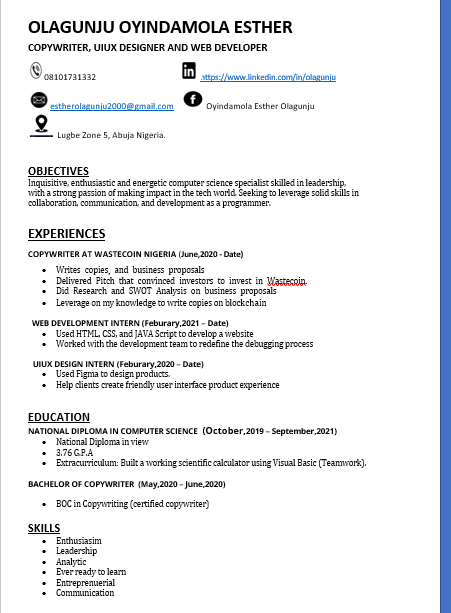 OLAGUNJU OYINDAMOLA ESTHER
COPYWRITER, UIUX DESIGNER AND WEB DEVELOPER
08101731332
https://www.linkedin.com/in/olagunju
estherolagunju2000@gmail.com
Oyindamola Esther Olagunju
Lugbe Zone 5, Abuja Nigeria.
OBJECTIVES
Inquisitive, enthusiastic and energetic computer science specialist skilled in leadership,
with a strong passion of making impact in the tech world. Seeking to leverage solid skills in
collaboration, communication, and development as a programmer.
EXPERIENCES
COPYWRITER AT WASTECOIN NIGERIA (June,2020 - Date)
• Writes copies, and business proposals
• Delivered Pitch that convinced investors to invest in Wastecoin.
• Did Research and SWOT Analysis on business proposals
• Leverage on my knowledge to write copies on blockchain
WEB DEVELOPMENT INTERN (Feburary,2021 – Date)
• Used HTML, CSS, and JAVA Script to develop a website
• Worked with the development team to redefine the debugging process
UIUX DESIGN INTERN (Feburary,2020 – Date)
• Used Figma to design products.
• Help clients create friendly user interface product experience
EDUCATION
NATIONAL DIPLOMA IN COMPUTER SCIENCE (October,2019 – September,2021)
• National Diploma in view
• 3.76 G.P.A
• Extracurriculum: Built a working scientific calculator using Visual Basic (Teamwork).
BACHELOR OF COPYWRITER (May,2020 – June,2020)
• BOC in Copywriting (certified copywriter)
SKILLS
• Enthusiasim
• Leadership
• Analytic
• Ever ready to learn
• Entreprenuerial
• Communication